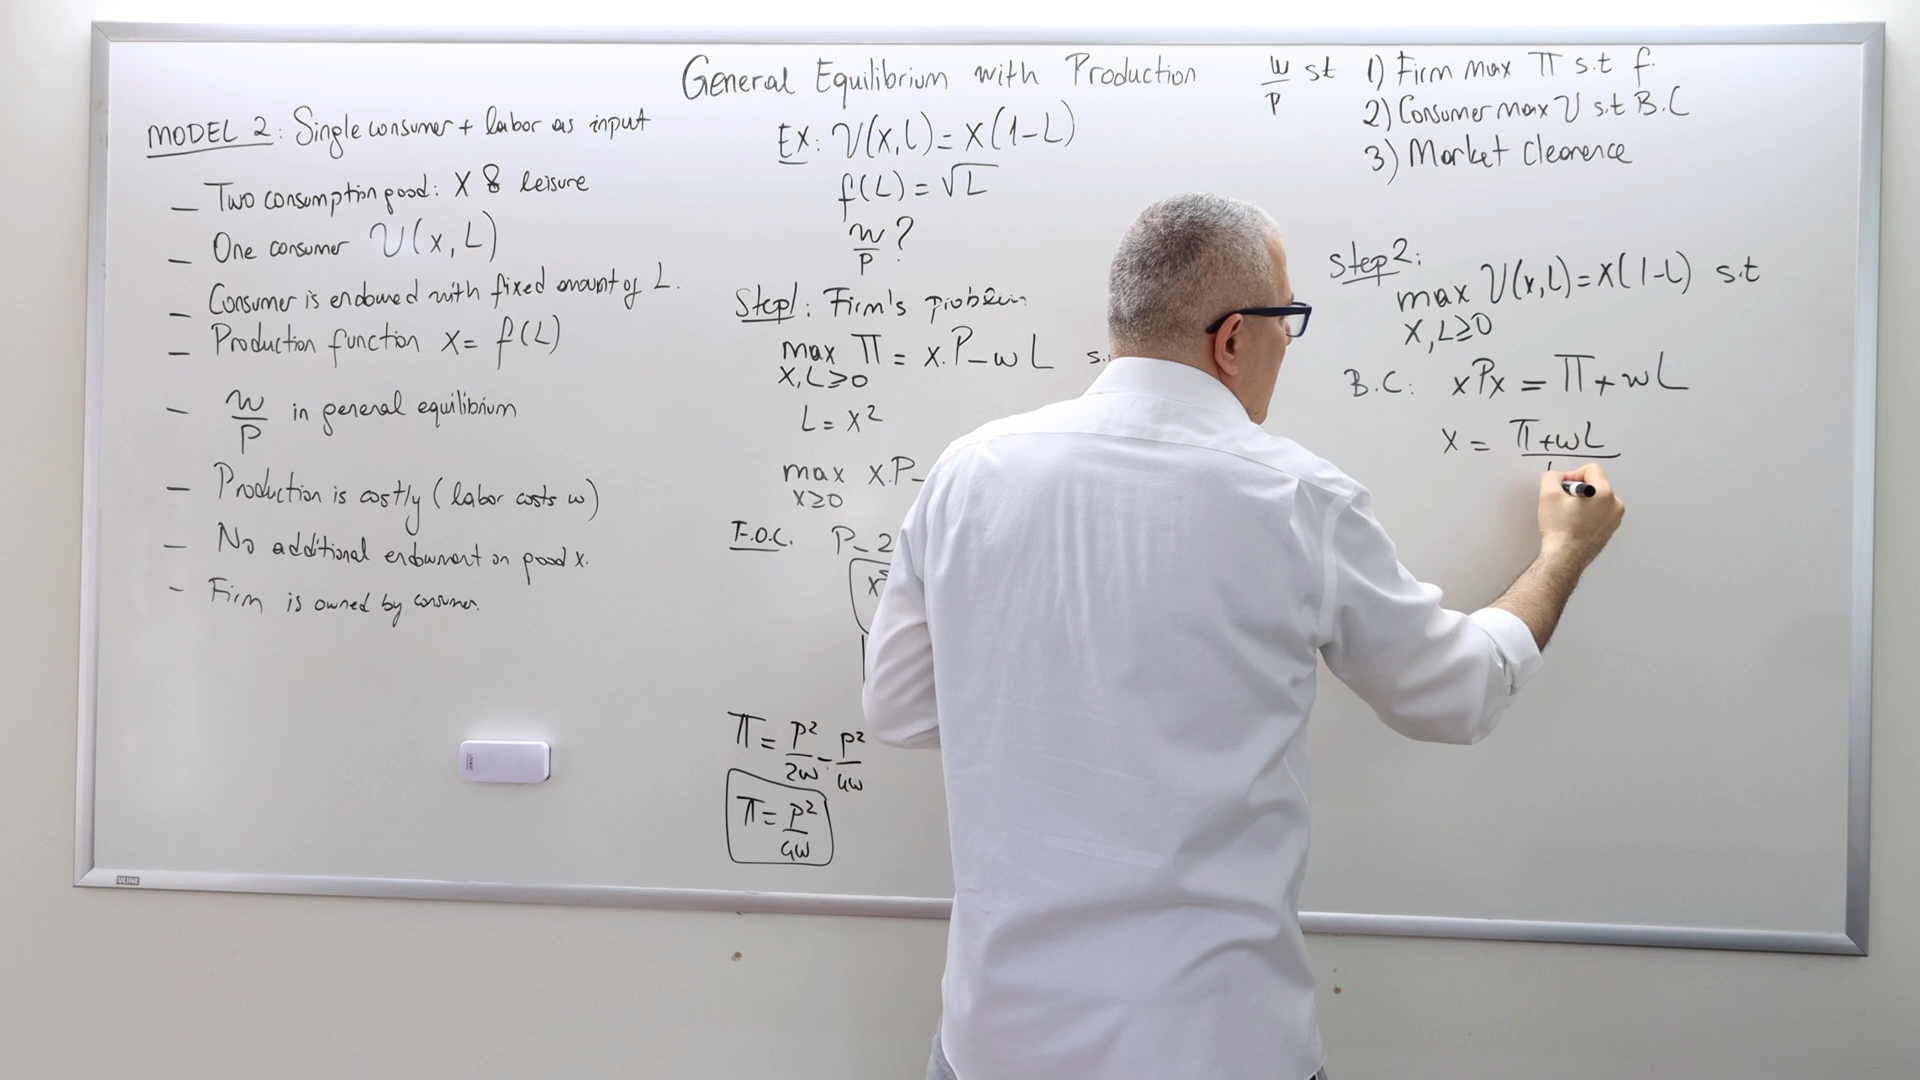 General Equilibrium with Production
MODEL 2: Single consumer + labor as input
— Two consumption good: X & leisure
— One consumer U(x, L)
— Consumer is endowed with fixed amount of L.
— Production function X = f(L)
— w/P in general equilibrium
— Production is costly (labor costs w)
— No additional endowment on good x.
- Firm is owned by consumer.
EX: U(x,L) = X(1-L)
f(L) = √L
w/P ?
Step1: Firm's problem
max Π = x.P - wL s.
X, L ≥ 0
L = X²
max X.P -
X ≥ 0
F.O.C. P - 2
x
Π = P²/2w - P²/4w
Π = P²/4w
w/P st 1) Firm max Π s.t f.
2) Consumer max U s.t B.C
3) Market Clearence
Step2:
max U(x,L) = X(1-L) s.t
X, L ≥ 0
B.C: xPx = Π + wL
X = Π + wL
ULINE